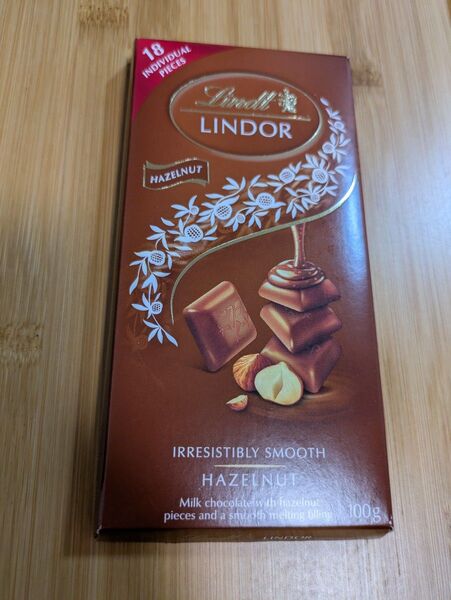 18
INDIVIDUAL
PIECES
Lindt
LINDOR
HAZELNUT
IRRESISTIBLY SMOOTH
HAZELNUT
Milk chocolate with hazelnut
pieces and a smooth melting filling
100g
LINDOR